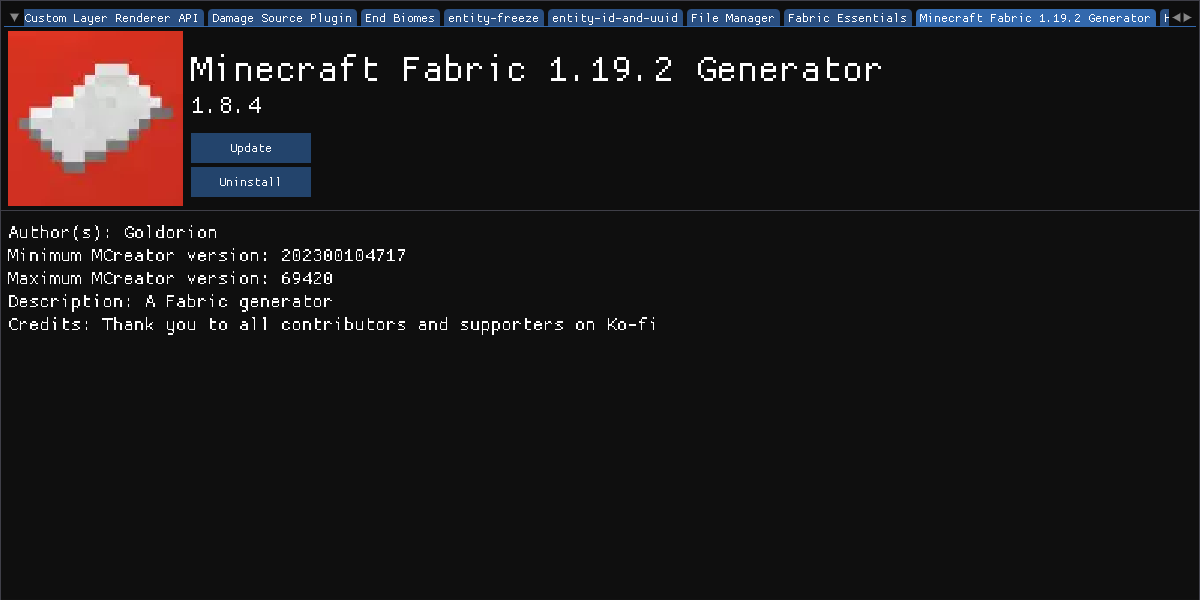 Custom Layer Renderer API Damage Source Plugin End Biomes entity-freeze entity-id-and-uuid File Manager Fabric Essentials Minecraft Fabric 1.19.2 Generator
Minecraft Fabric 1.19.2 Generator
1.8.4
Update
Uninstall
Author(s): Goldorion
Minimum MCreator version: 202300104717
Maximum MCreator version: 69420
Description: A Fabric generator
Credits: Thank you to all contributors and supporters on Ko-fi